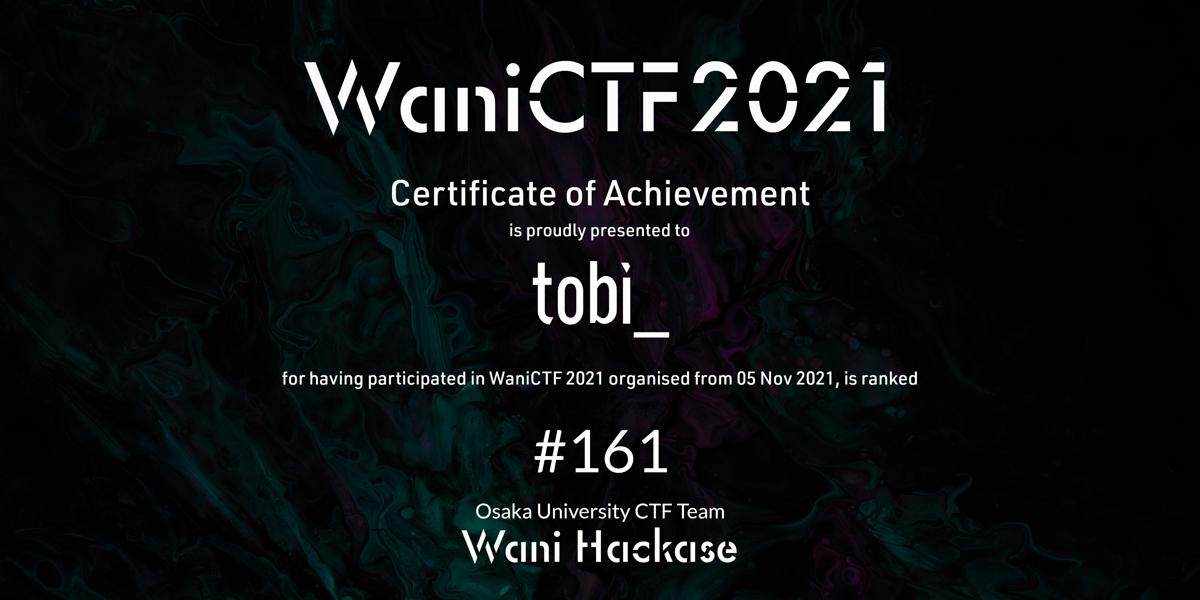 WaniCTF2021
Certificate of Achievement
is proudly presented to
tobi_
for having participated in WaniCTF 2021 organised from 05 Nov 2021, is ranked
#161
Osaka University CTF Team
Wani Hackase